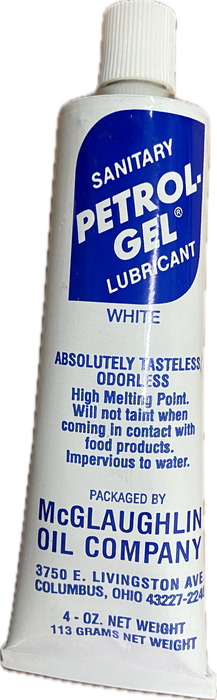 SANITARY
PETROL-
GEL®
LUBRICANT
WHITE
ABSOLUTELY TASTELESS,
ODORLESS
High Melting Point.
Will not taint when
coming in contact with
food products.
Impervious to water.
PACKAGED BY
McGLAUGHLIN
OIL COMPANY
3750 E. LIVINGSTON AVE.
COLUMBUS, OHIO
4 - OZ. NET WEIGHT
113 GRAMS NET WEIGHT